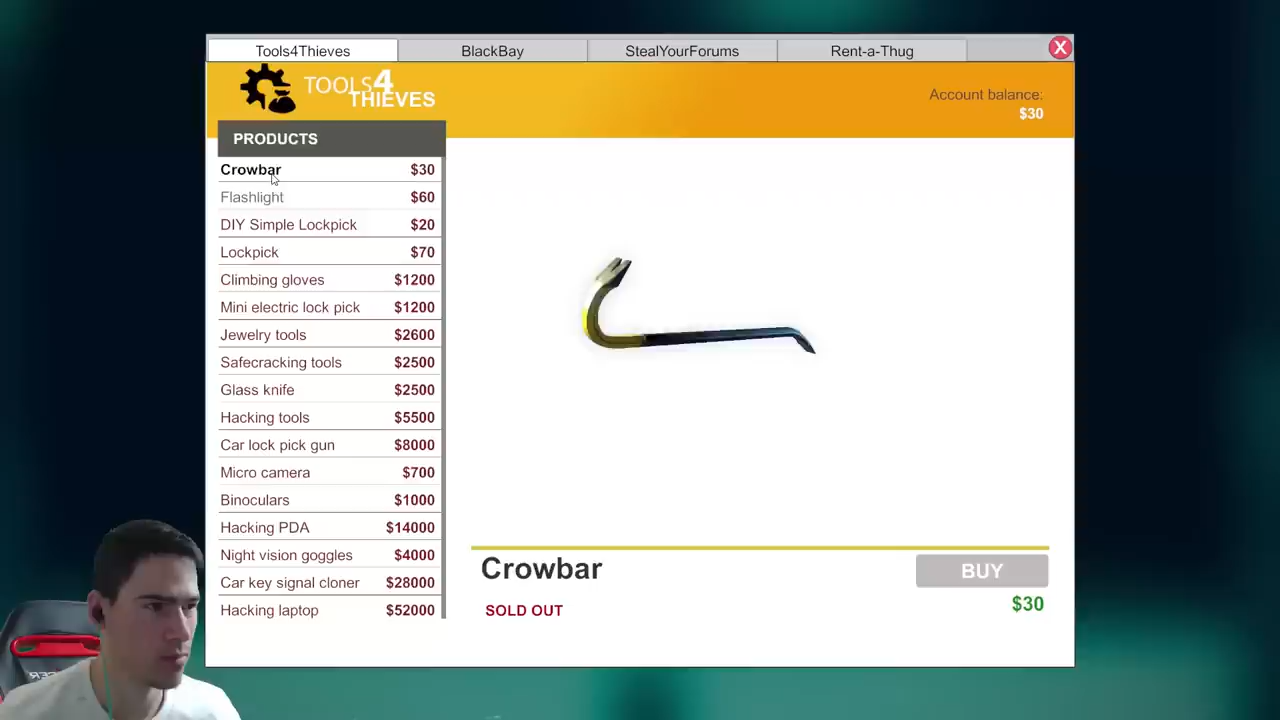 Tools4Thieves BlackBay StealYourForums Rent-a-Thug X
TOOLS4
THIEVES
Account balance:
$30
PRODUCTS
Crowbar $30
Flashlight $60
DIY Simple Lockpick $20
Lockpick $70
Climbing gloves $1200
Mini electric lock pick $1200
Jewelry tools $2600
Safecracking tools $2500
Glass knife $2500
Hacking tools $5500
Car lock pick gun $8000
Micro camera $700
Binoculars $1000
Hacking PDA $14000
Night vision goggles $4000
Car key signal cloner $28000
Hacking laptop $52000
Crowbar
BUY
SOLD OUT
$30